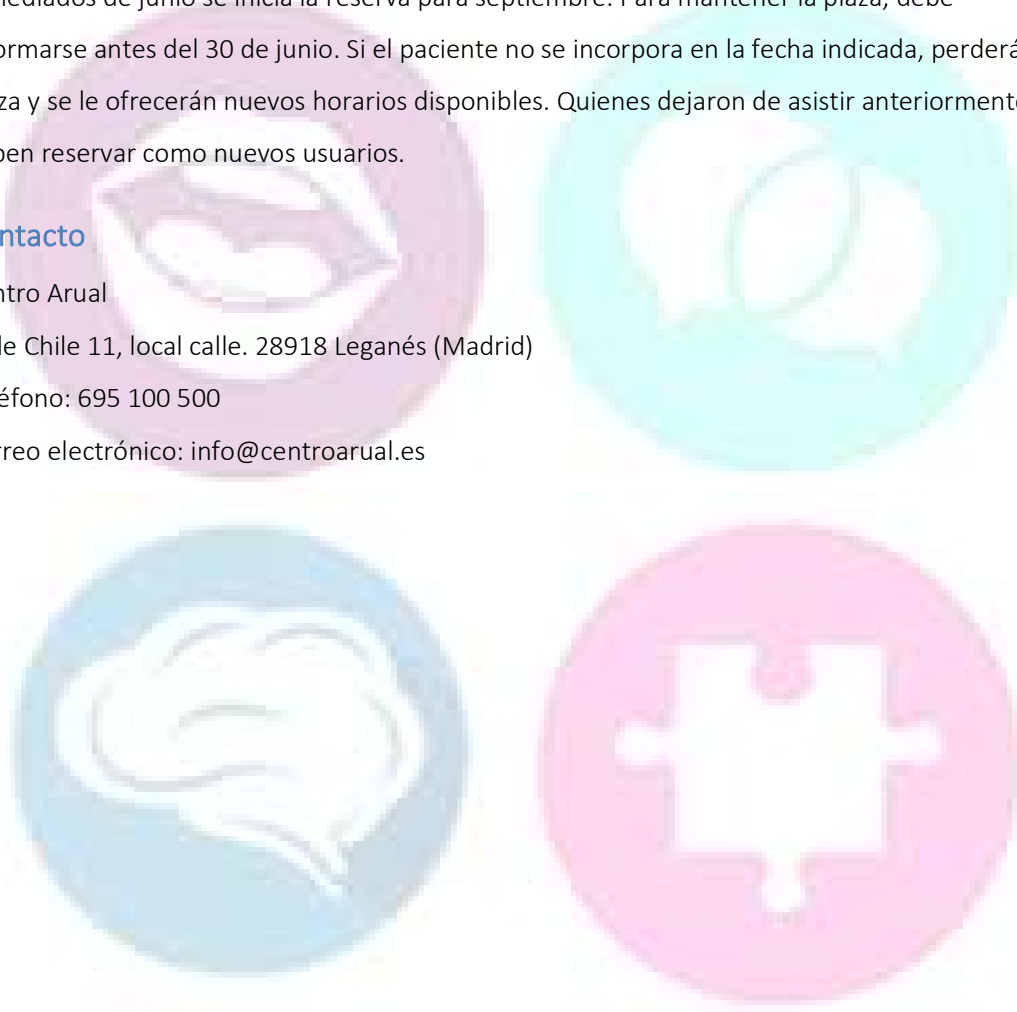 mediados de junio se inicia la reserva para septiembre. Para mantener la plaza, debe
ormarse antes del 30 de junio. Si el paciente no se incorpora en la fecha indicada, perderá
za y se le ofrecerán nuevos horarios disponibles. Quienes dejaron de asistir anteriormente
ben reservar como nuevos usuarios.
ntacto
ntro Arual
le Chile 11, local calle. 28918 Leganés (Madrid)
éfono: 695 100 500
rreo electrónico: info@centroarual.es